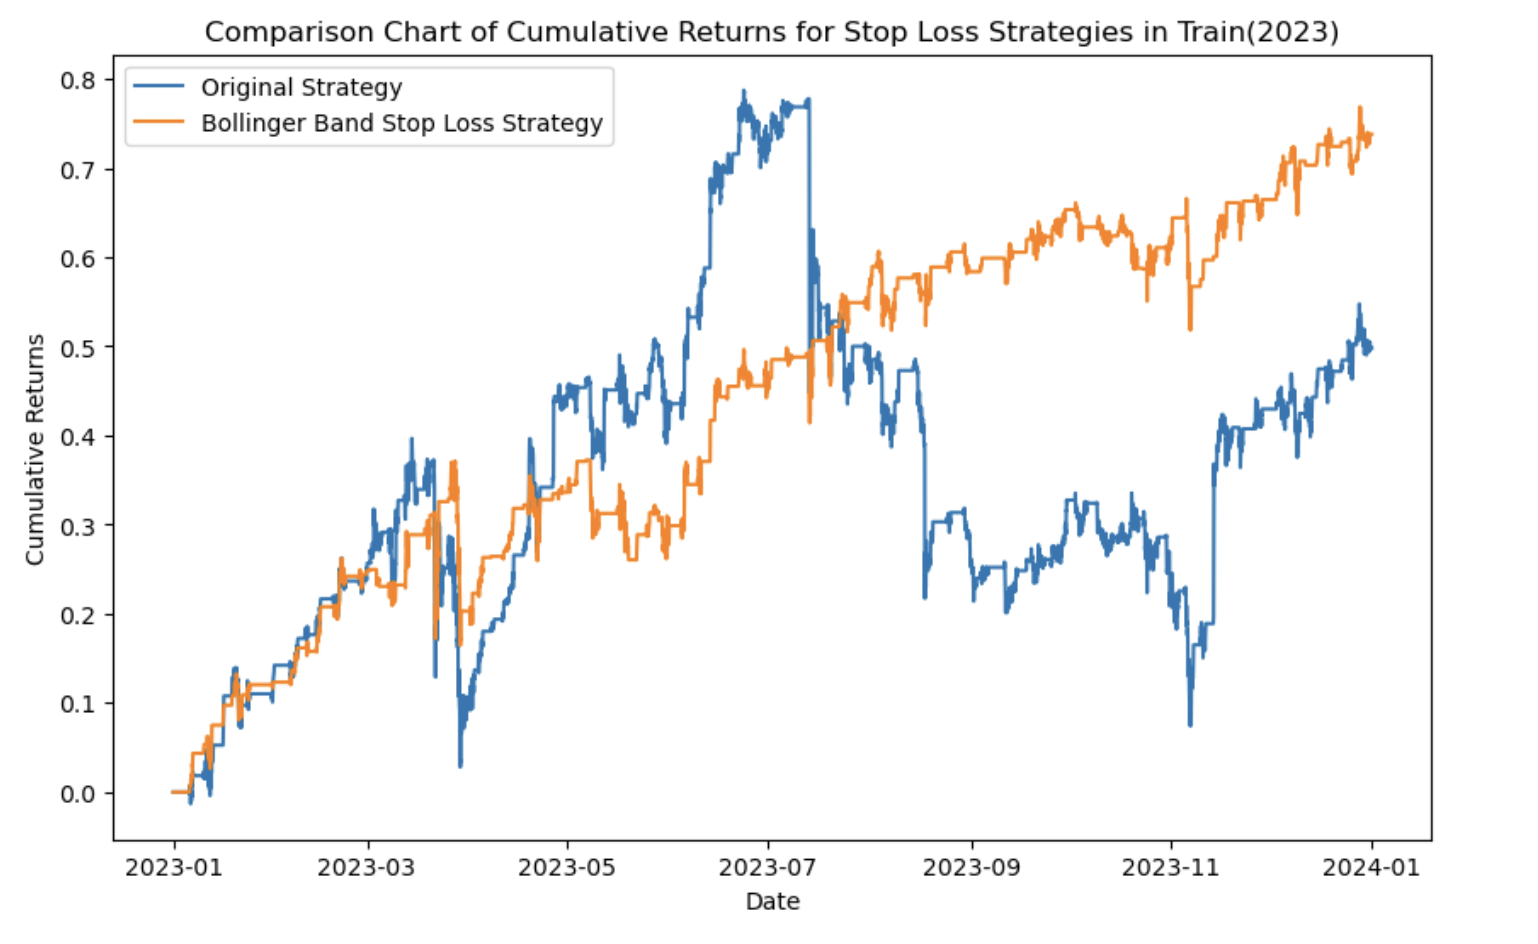 Comparison Chart of Cumulative Returns for Stop Loss Strategies in Train(2023)
Original Strategy
Bollinger Band Stop Loss Strategy
Cumulative Returns
0.8
0.7
0.6
0.5
0.4
0.3
0.2
0.1
0.0
2023-01 2023-03 2023-05 2023-07 2023-09 2023-11 2024-01
Date